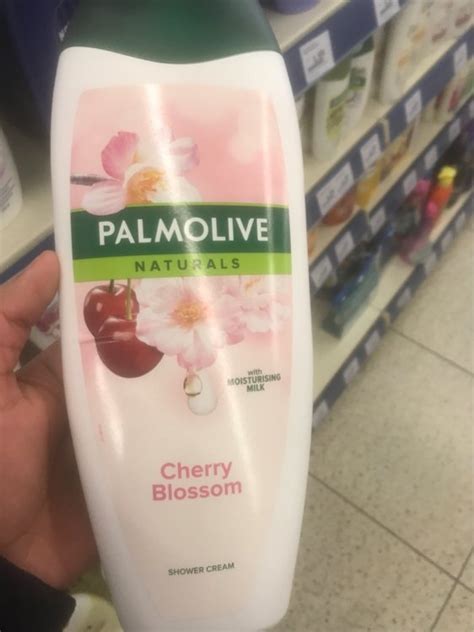 PALMOLIVE
NATURALS
with
MOISTURISING
MILK
Cherry
Blossom
SHOWER CREAM